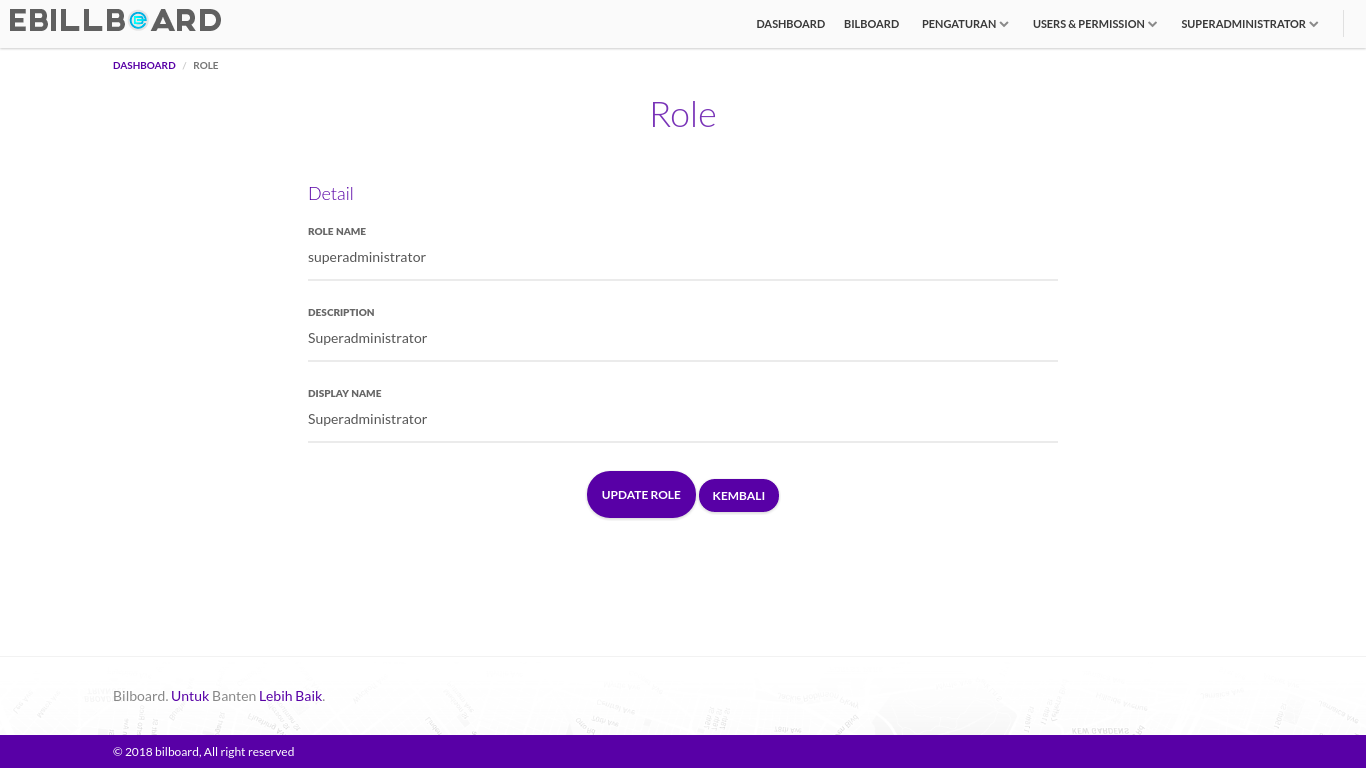 EBILLBOARD
DASHBOARD BILBOARD PENGATURAN USERS & PERMISSION SUPERADMINISTRATOR
DASHBOARD / ROLE
Role
Detail
ROLE NAME
superadministrator
DESCRIPTION
Superadministrator
DISPLAY NAME
Superadministrator
UPDATE ROLE KEMBALI
Bilboard. Untuk Banten Lebih Baik.
© 2018 bilboard, All right reserved